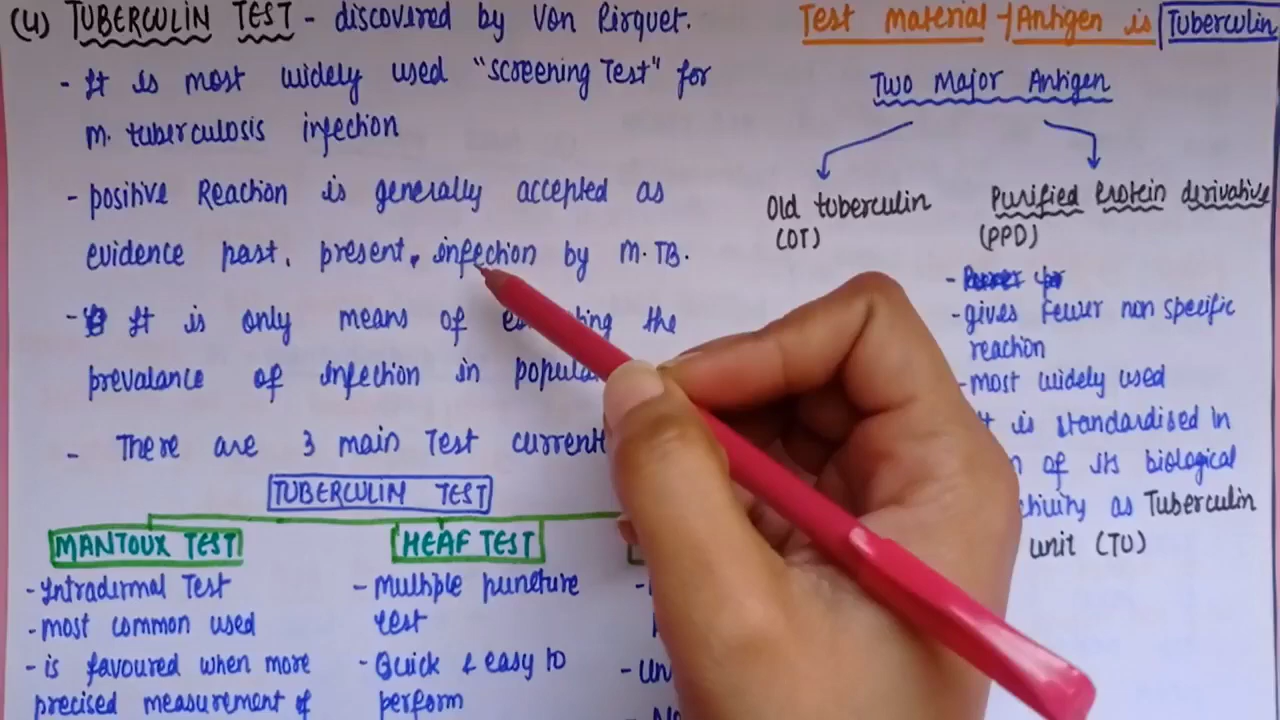 (4) TUBERCULIN TEST - discovered by Von Pirquet.
- It is most widely used "screening Test" for
m. tuberculosis infection
- positive Reaction is generally accepted as
evidence past, present, infection by M.TB.
- It is only means of the
prevalance of infection in
- There are 3 main Test
TUBERCULIN TEST
MANTOUX TEST
- Intradermal Test
- most common used
- is favoured when more
precised measurement of
HEAF TEST
- Multiple puncture
test
- Quick & easy to
perform
Test Material → Antigen is Tuberculin
Two Major Antigen
Old tuberculin
(OT)
Purified Protein derivative
(PPD)
- gives fewer non specific
reaction
- most widely used
is standardised in
of its biological
as Tuberculin
unit (TU)